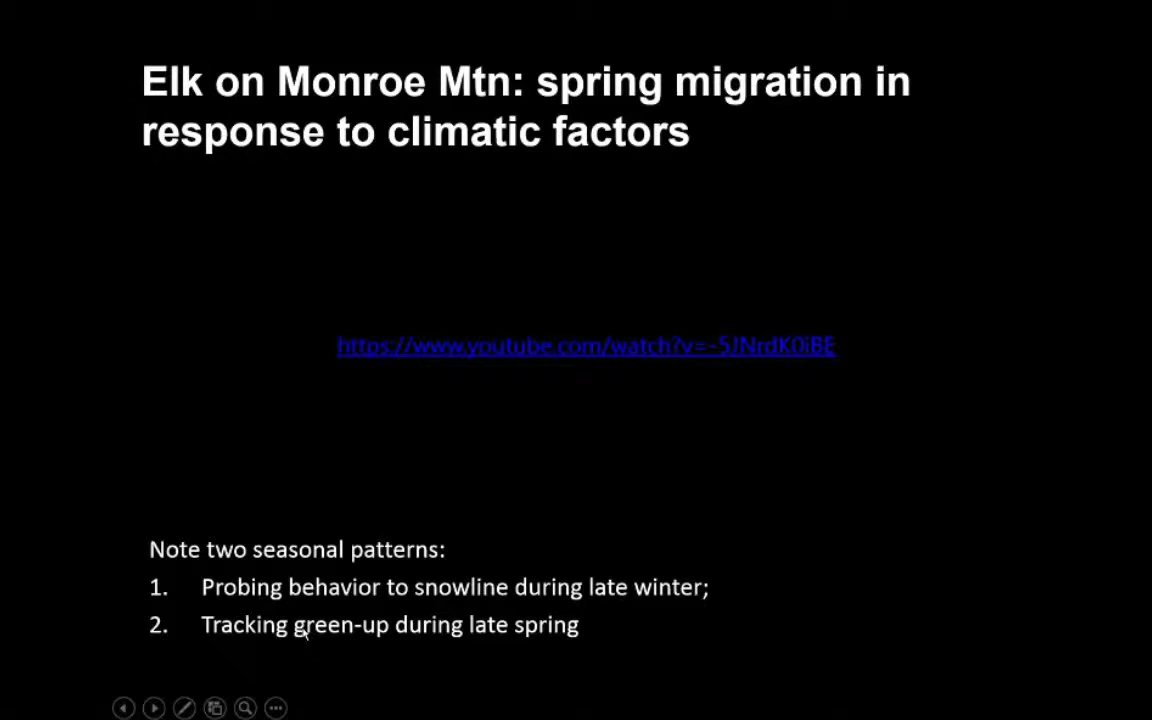 Elk on Monroe Mtn: spring migration in
response to climatic factors
https://www.youtube.com/watch?v=-5JNrdK0iBE
Note two seasonal patterns:
1. Probing behavior to snowline during late winter;
2. Tracking green-up during late spring